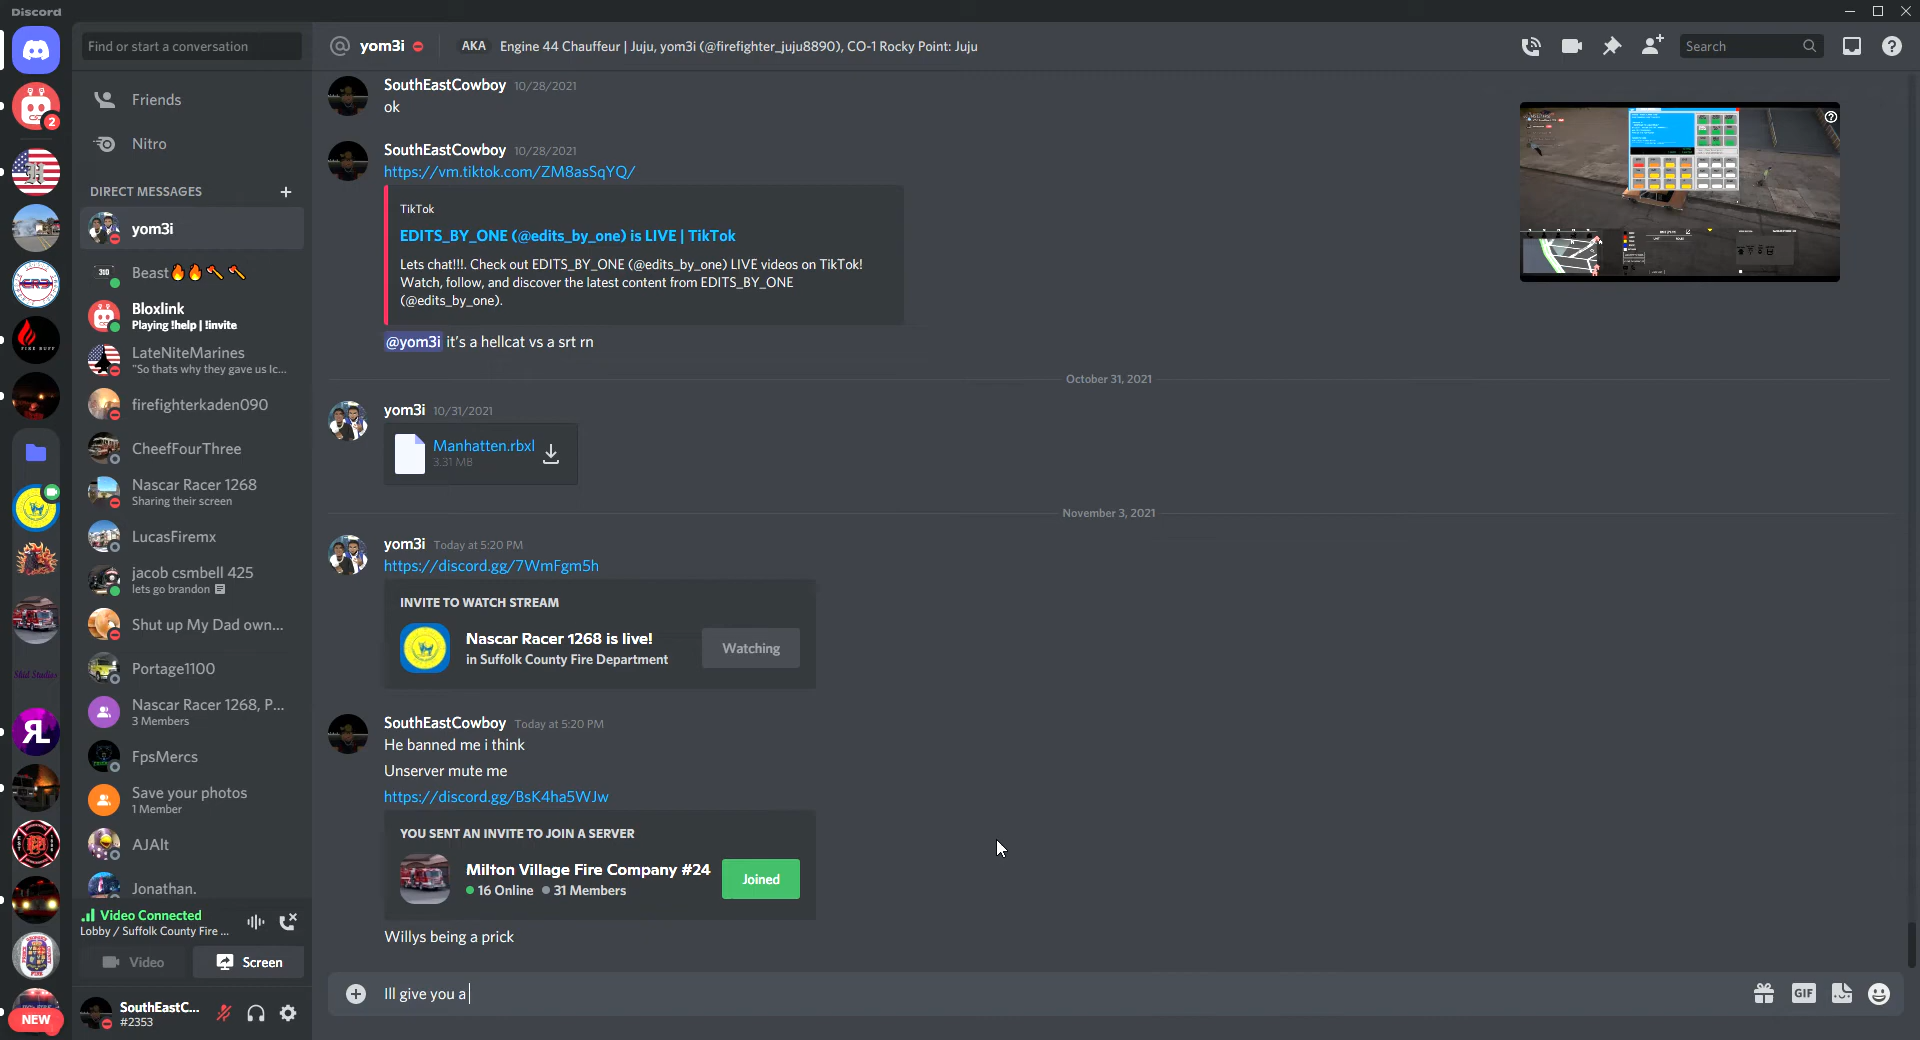 Discord
Find or start a conversation
Friends
Nitro
DIRECT MESSAGES
yom3i
Beast🔥🔥🪓🪓
Bloxlink
Playing !help | !invite
LateNiteMarines
"So thats why they gave us Ic...
firefighterkaden090
CheefFourThree
Nascar Racer 1268
Sharing their screen
LucasFiremx
jacob csmbell 425
lets go brandon
Shut up My Dad own...
Portage1100
Nascar Racer 1268, P...
3 Members
FpsMercs
Save your photos
1 Member
AJAlt
Jonathan.
Video Connected
Lobby / Suffolk County Fire ...
Video
Screen
SouthEastC...
#2353
2
NEW
yom3i
AKA
Engine 44 Chauffeur | Juju, yom3i (@firefighter_juju8890), CO-1 Rocky Point: Juju
Search
SouthEastCowboy 10/28/2021
ok
SouthEastCowboy 10/28/2021
https://vm.tiktok.com/ZM8asSqYQ/
TikTok
EDITS_BY_ONE (@edits_by_one) is LIVE | TikTok
Lets chat!!!. Check out EDITS_BY_ONE (@edits_by_one) LIVE videos on TikTok!
Watch, follow, and discover the latest content from EDITS_BY_ONE
(@edits_by_one).
@yom3i it's a hellcat vs a srt rn
October 31, 2021
yom3i 10/31/2021
Manhatten.rbxl
3.31 MB
November 3, 2021
yom3i Today at 5:20 PM
https://discord.gg/7WmFgm5h
INVITE TO WATCH STREAM
Nascar Racer 1268 is live!
in Suffolk County Fire Department
Watching
SouthEastCowboy Today at 5:20 PM
He banned me i think
Unserver mute me
https://discord.gg/BsK4ha5WJw
YOU SENT AN INVITE TO JOIN A SERVER
Milton Village Fire Company #24
16 Online 31 Members
Joined
Willys being a prick
Ill give you a
GIF